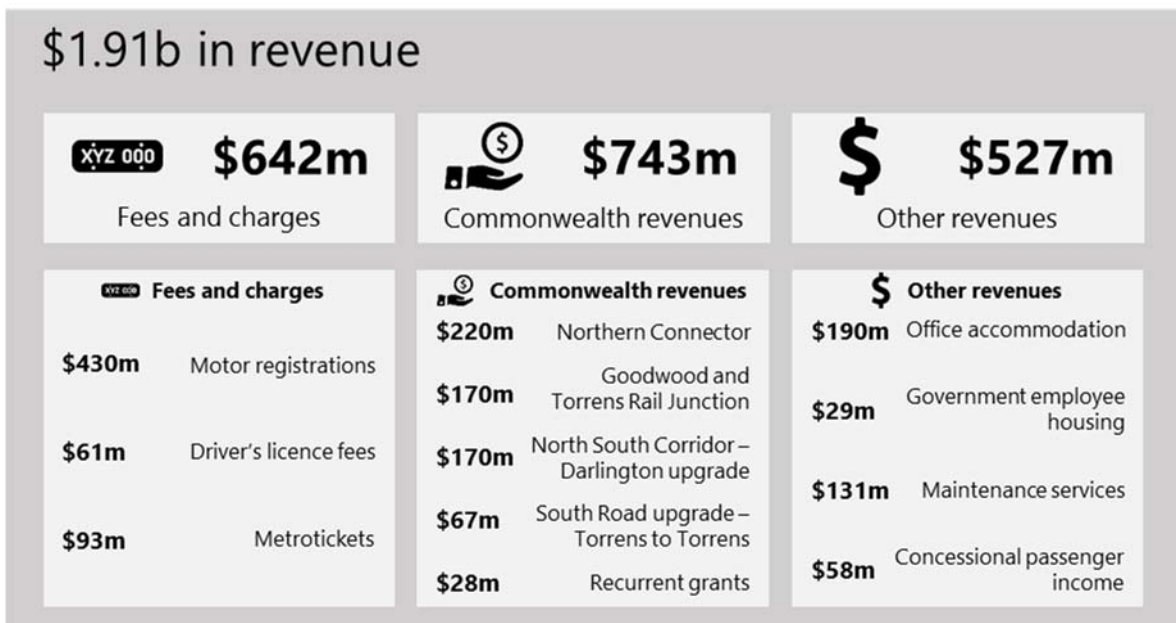 $1.91b in revenue
XYZ 000
$642m
Fees and charges
$
$743m
Commonwealth revenues
$
$527m
Other revenues
XYZ 000 Fees and charges
$430m Motor registrations
$61m Driver's licence fees
$93m Metrotickets
$ Commonwealth revenues
$220m Northern Connector
$170m Goodwood and
Torrens Rail Junction
$170m North South Corridor –
Darlington upgrade
$67m South Road upgrade –
Torrens to Torrens
$28m Recurrent grants
$ Other revenues
$190m Office accommodation
$29m Government employee
housing
$131m Maintenance services
$58m Concessional passenger
income